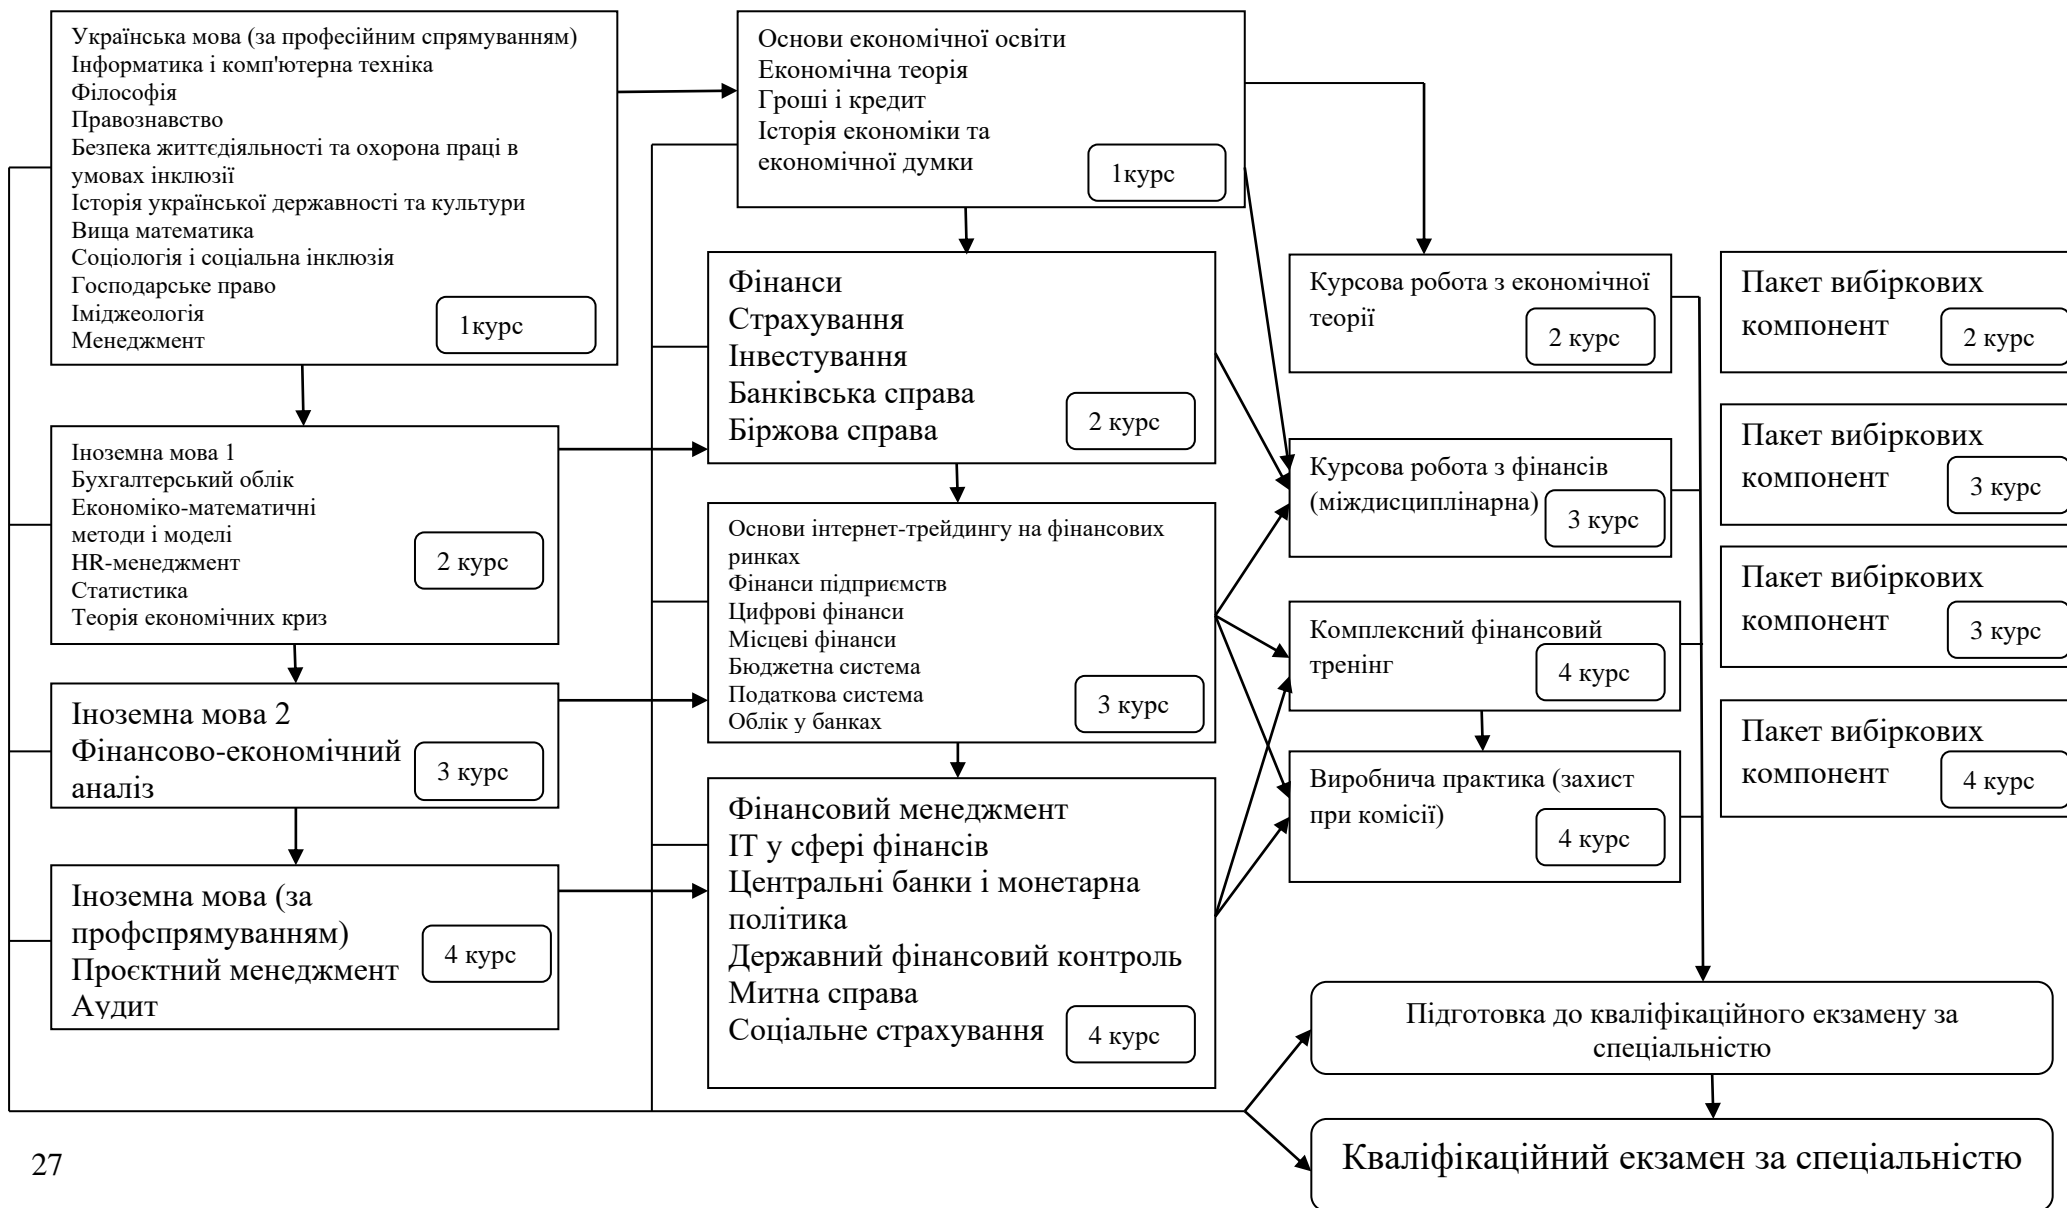 Українська мова (за професійним спрямуванням)
Інформатика і комп'ютерна техніка
Філософія
Правознавство
Безпека життєдіяльності та охорона праці в
умовах інклюзії
Історія української державності та культури
Вища математика
Соціологія і соціальна інклюзія
Господарське право
Іміджеологія
Менеджмент
1курс
Іноземна мова 1
Бухгалтерський облік
Економіко-математичні
методи і моделі
HR-менеджмент
Статистика
Теорія економічних криз
2 курс
Іноземна мова 2
Фінансово-економічний
аналіз
3 курс
Іноземна мова (за
профспрямуванням)
Проєктний менеджмент
Аудит
4 курс
Основи економічної освіти
Економічна теорія
Гроші і кредит
Історія економіки та
економічної думки
1курс
Фінанси
Страхування
Інвестування
Банківська справа
Біржова справа
2 курс
Основи інтернет-трейдингу на фінансових
ринках
Фінанси підприємств
Цифрові фінанси
Місцеві фінанси
Бюджетна система
Податкова система
Облік у банках
3 курс
Фінансовий менеджмент
ІТ у сфері фінансів
Центральні банки і монетарна
політика
Державний фінансовий контроль
Митна справа
Соціальне страхування
4 курс
Курсова робота з економічної
теорії
2 курс
Курсова робота з фінансів
(міждисциплінарна)
3 курс
Комплексний фінансовий
тренінг
4 курс
Виробнича практика (захист
при комісії)
4 курс
Пакет вибіркових
компонент
2 курс
Пакет вибіркових
компонент
3 курс
Пакет вибіркових
компонент
3 курс
Пакет вибіркових
компонент
4 курс
Підготовка до кваліфікаційного екзамену за
спеціальністю
Кваліфікаційний екзамен за спеціальністю
27